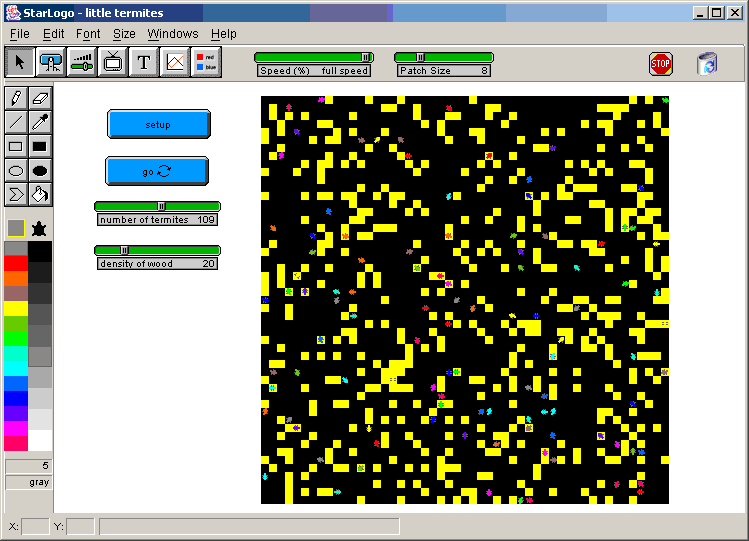 StarLogo - little termites
File Edit Font Size Windows Help
T
red
blue
Speed (%) full speed
Patch Size 8
STOP
setup
go
number of termites 109
density of wood 20
5
gray
X: Y: